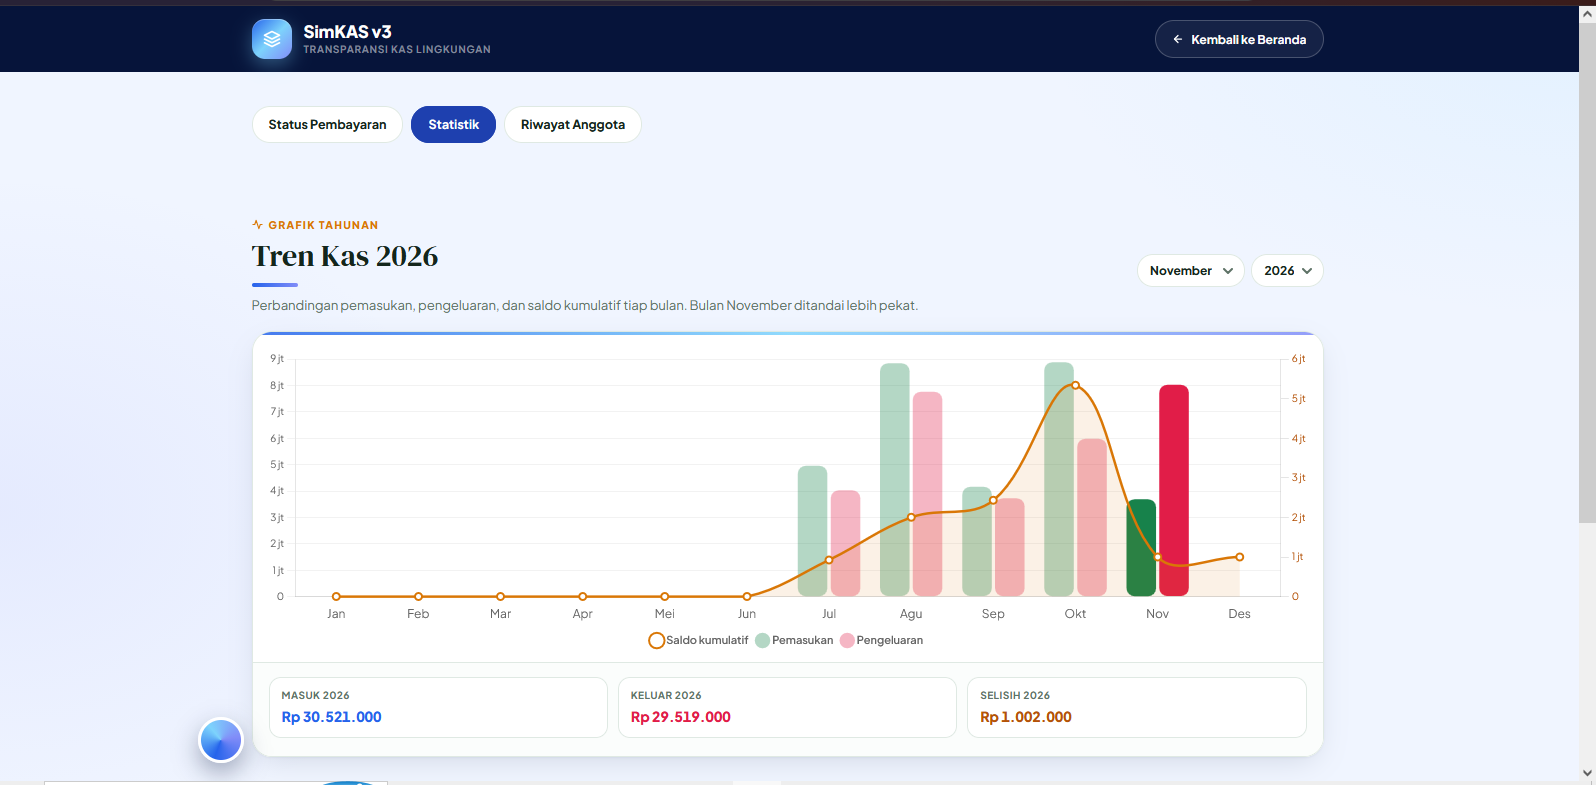 SimKAS v3
TRANSPARANSI KAS LINGKUNGAN
Kembali ke Beranda
Status Pembayaran
Statistik
Riwayat Anggota
GRAFIK TAHUNAN
Tren Kas 2026
November
2026
Perbandingan pemasukan, pengeluaran, dan saldo kumulatif tiap bulan. Bulan November ditandai lebih pekat.
9 jt
8 jt
7 jt
6 jt
5 jt
4 jt
3 jt
2 jt
1 jt
0
6 jt
5 jt
4 jt
3 jt
2 jt
1 jt
0
Jan Feb Mar Apr Mei Jun Jul Agu Sep Okt Nov Des
Saldo kumulatif Pemasukan Pengeluaran
MASUK 2026
Rp 30.521.000
KELUAR 2026
Rp 29.519.000
SELISIH 2026
Rp 1.002.000